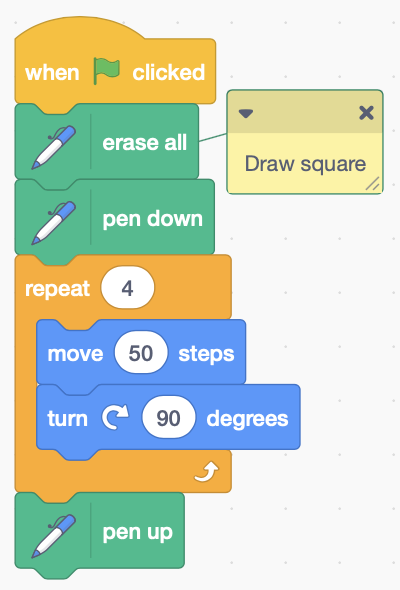 when clicked
erase all
Draw square
pen down
repeat 4
move 50 steps
turn 90 degrees
pen up